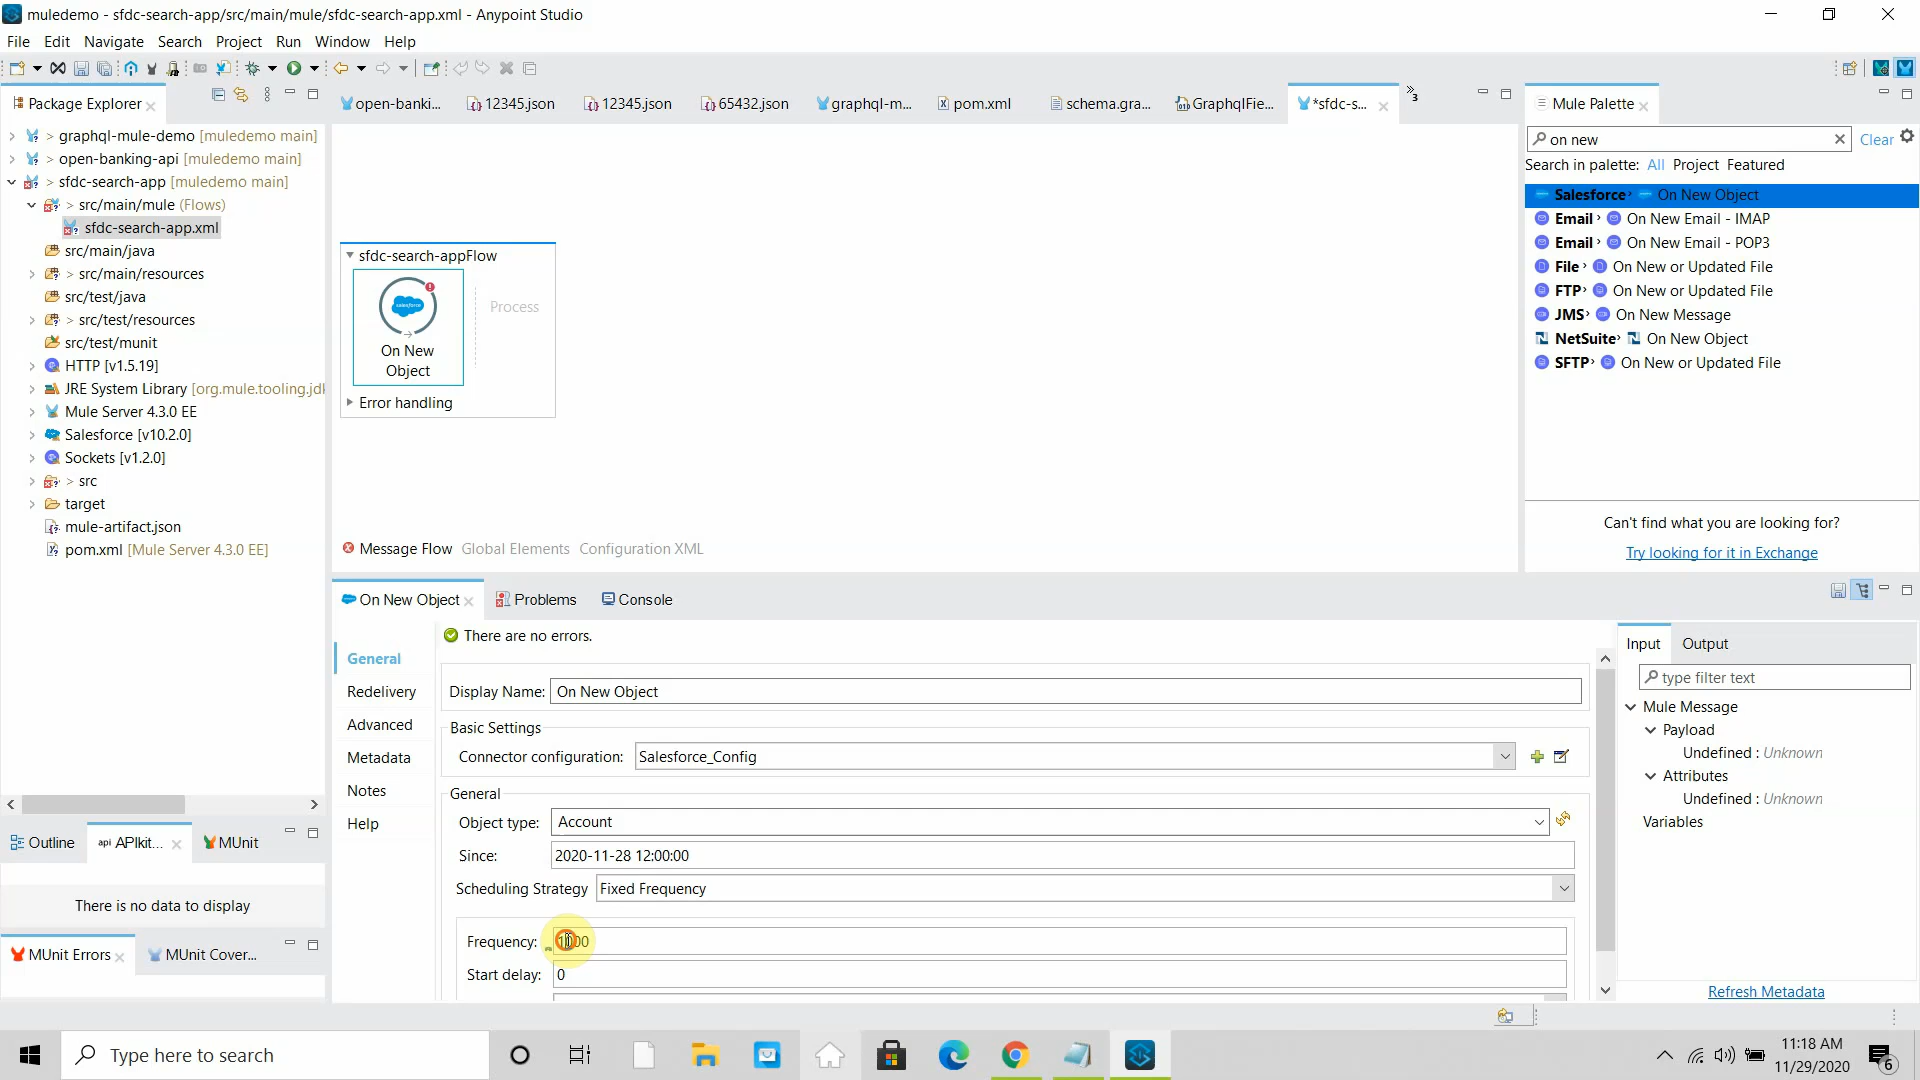 muledemo - sfdc-search-app/src/main/mule/sfdc-search-app.xml - Anypoint Studio
File Edit Navigate Search Project Run Window Help
Package Explorer
> graphql-mule-demo [muledemo main]
> open-banking-api [muledemo main]
> sfdc-search-app [muledemo main]
> src/main/mule (Flows)
sfdc-search-app.xml
src/main/java
> src/main/resources
src/test/java
> src/test/resources
src/test/munit
HTTP [v1.5.19]
JRE System Library [org.mule.tooling.jdk
Mule Server 4.3.0 EE
Salesforce [v10.2.0]
Sockets [v1.2.0]
> src
target
mule-artifact.json
pom.xml [Mule Server 4.3.0 EE]
Outline
api APIkit...
MUnit
There is no data to display
MUnit Errors
MUnit Cover...
open-banki...
12345.json
12345.json
65432.json
graphql-m...
pom.xml
schema.gra...
GraphqlFie...
*sfdc-s...
3
sfdc-search-appFlow
salesforce
On New
Object
Process
Error handling
Message Flow Global Elements Configuration XML
On New Object
Problems
Console
There are no errors.
General
Redelivery
Advanced
Metadata
Notes
Help
Display Name: On New Object
Basic Settings
Connector configuration: Salesforce_Config
General
Object type: Account
Since: 2020-11-28 12:00:00
Scheduling Strategy Fixed Frequency
Frequency: 1000
Start delay: 0
Mule Palette
on new
Clear
Search in palette: All Project Featured
Salesforce On New Object
Email On New Email - IMAP
Email On New Email - POP3
File On New or Updated File
FTP On New or Updated File
JMS On New Message
NetSuite On New Object
SFTP On New or Updated File
Can't find what you are looking for?
Try looking for it in Exchange
Input Output
type filter text
Mule Message
Payload
Undefined : Unknown
Attributes
Undefined : Unknown
Variables
Refresh Metadata
Type here to search
11:18 AM
11/29/2020
6